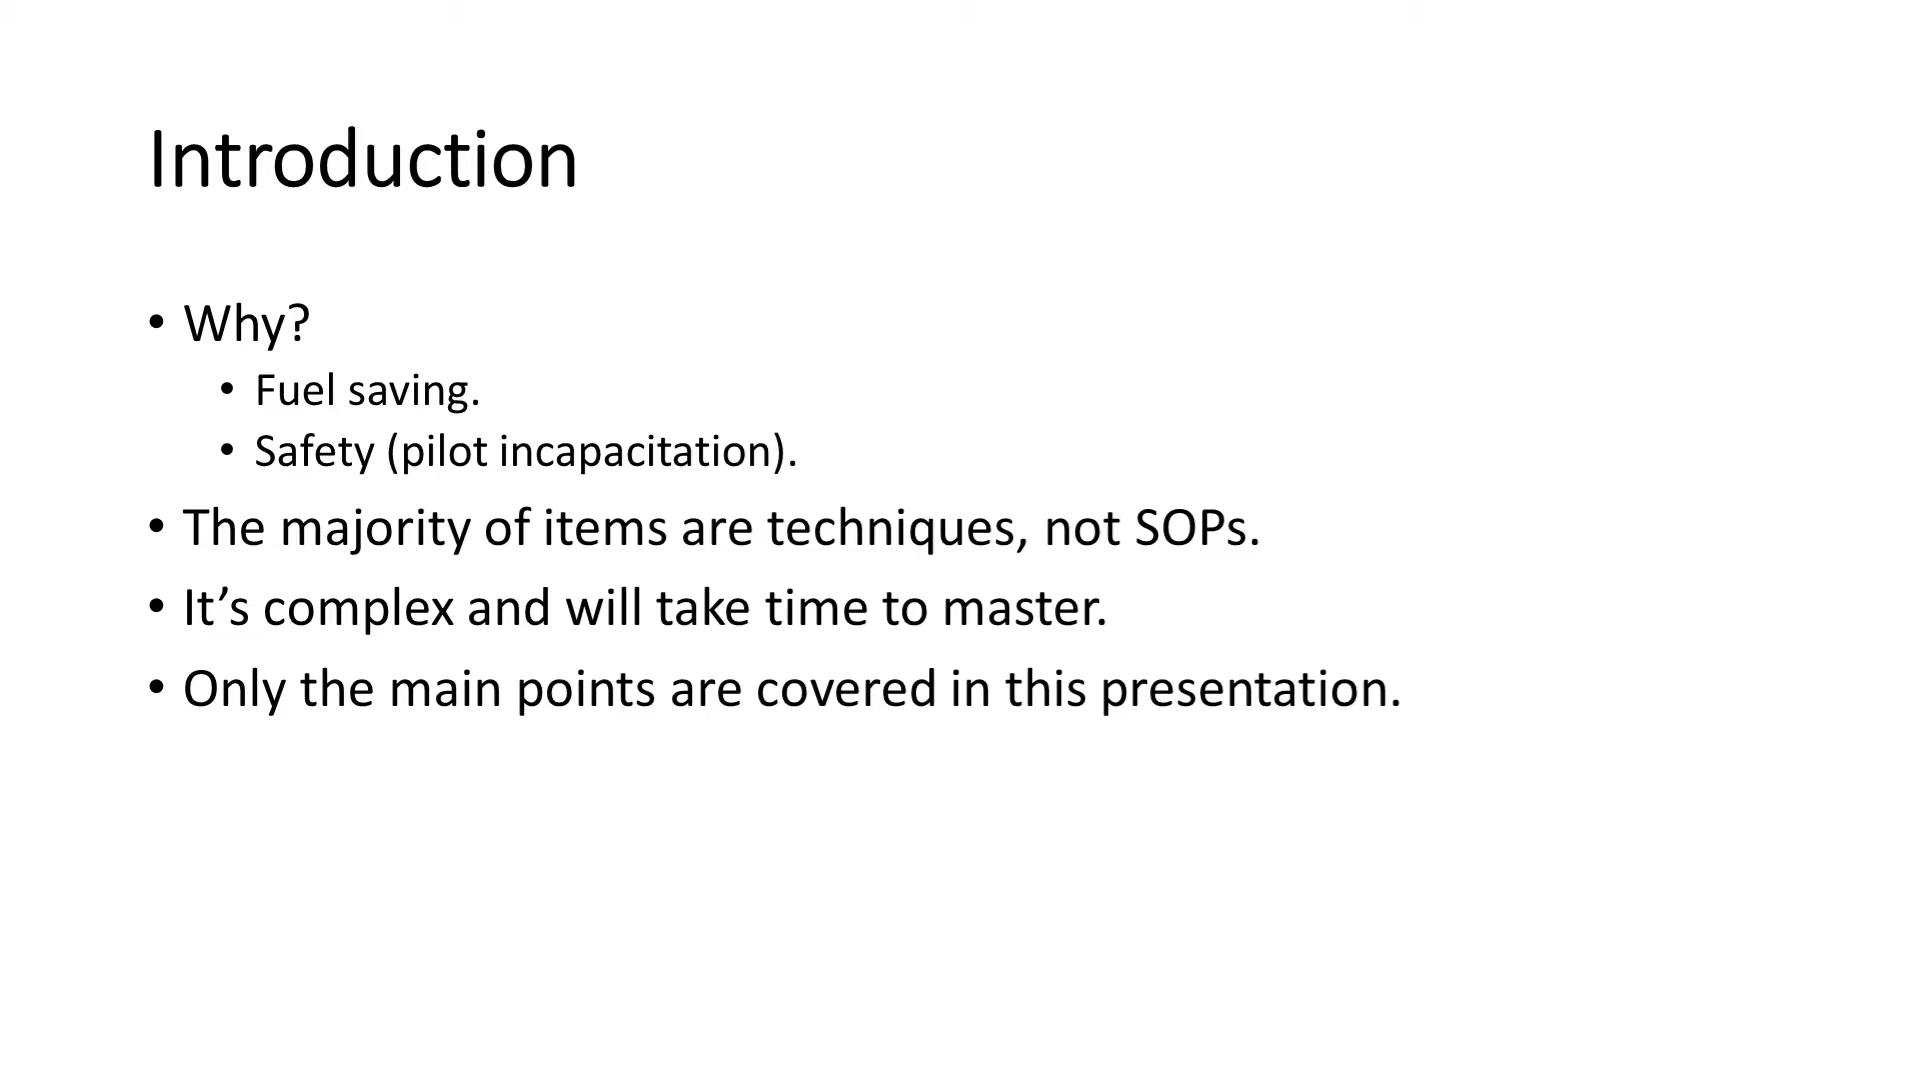 Introduction
• Why?
• Fuel saving.
• Safety (pilot incapacitation).
• The majority of items are techniques, not SOPs.
• It’s complex and will take time to master.
• Only the main points are covered in this presentation.